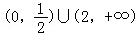 (0, 1/2)∪(2, +∞)